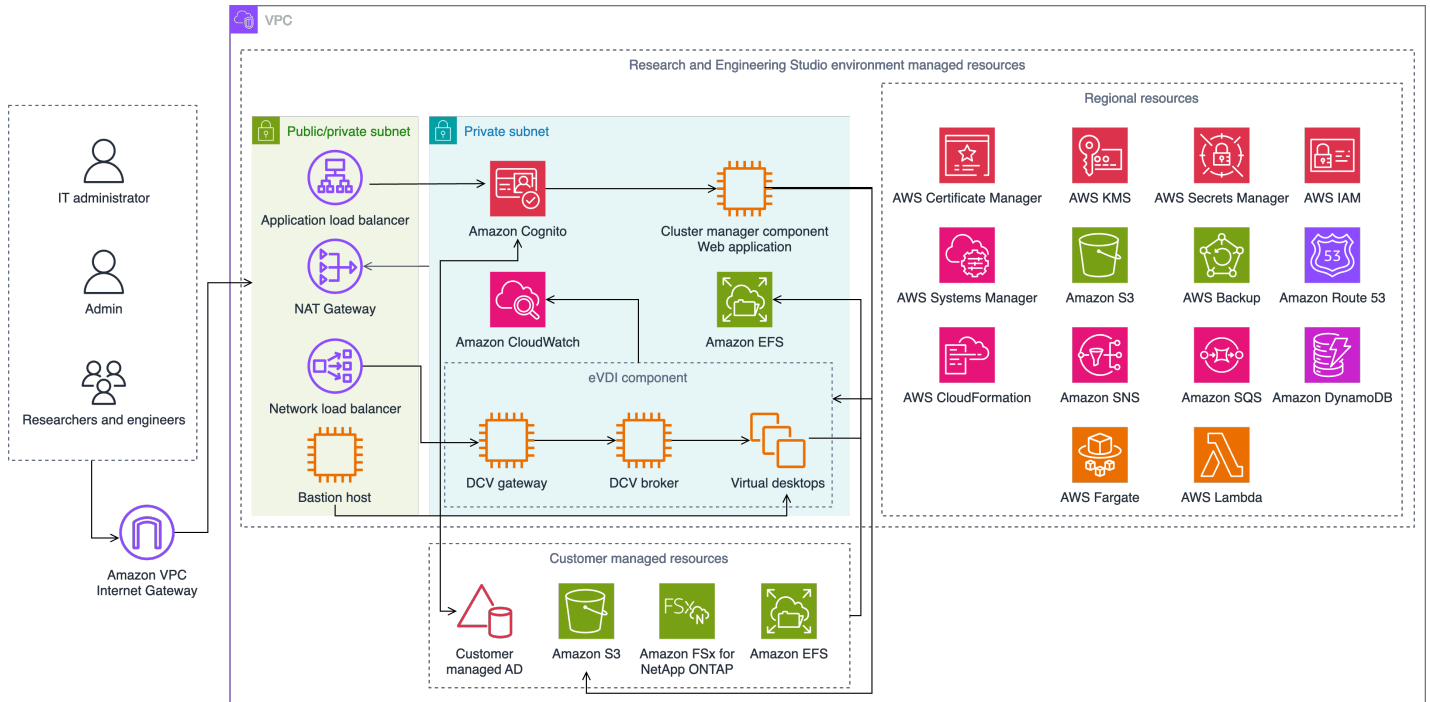 VPC
Research and Engineering Studio environment managed resources
IT administrator
Admin
Researchers and engineers
Amazon VPC
Internet Gateway
Public/private subnet
Application load balancer
NAT Gateway
Network load balancer
Bastion host
Private subnet
Amazon Cognito
Cluster manager component
Web application
Amazon CloudWatch
Amazon EFS
eVDI component
DCV gateway
DCV broker
Virtual desktops
Customer managed resources
Customer
managed AD
Amazon S3
FSx
N
Amazon FSx for
NetApp ONTAP
Amazon EFS
Regional resources
AWS Certificate Manager
AWS KMS
AWS Secrets Manager
AWS IAM
AWS Systems Manager
Amazon S3
AWS Backup
53
Amazon Route 53
AWS CloudFormation
Amazon SNS
Amazon SQS
Amazon DynamoDB
AWS Fargate
AWS Lambda